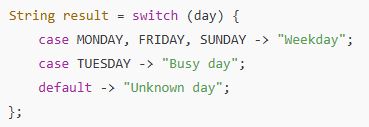 String result = switch (day) {
    case MONDAY, FRIDAY, SUNDAY -> "Weekday";
    case TUESDAY -> "Busy day";
    default -> "Unknown day";
};